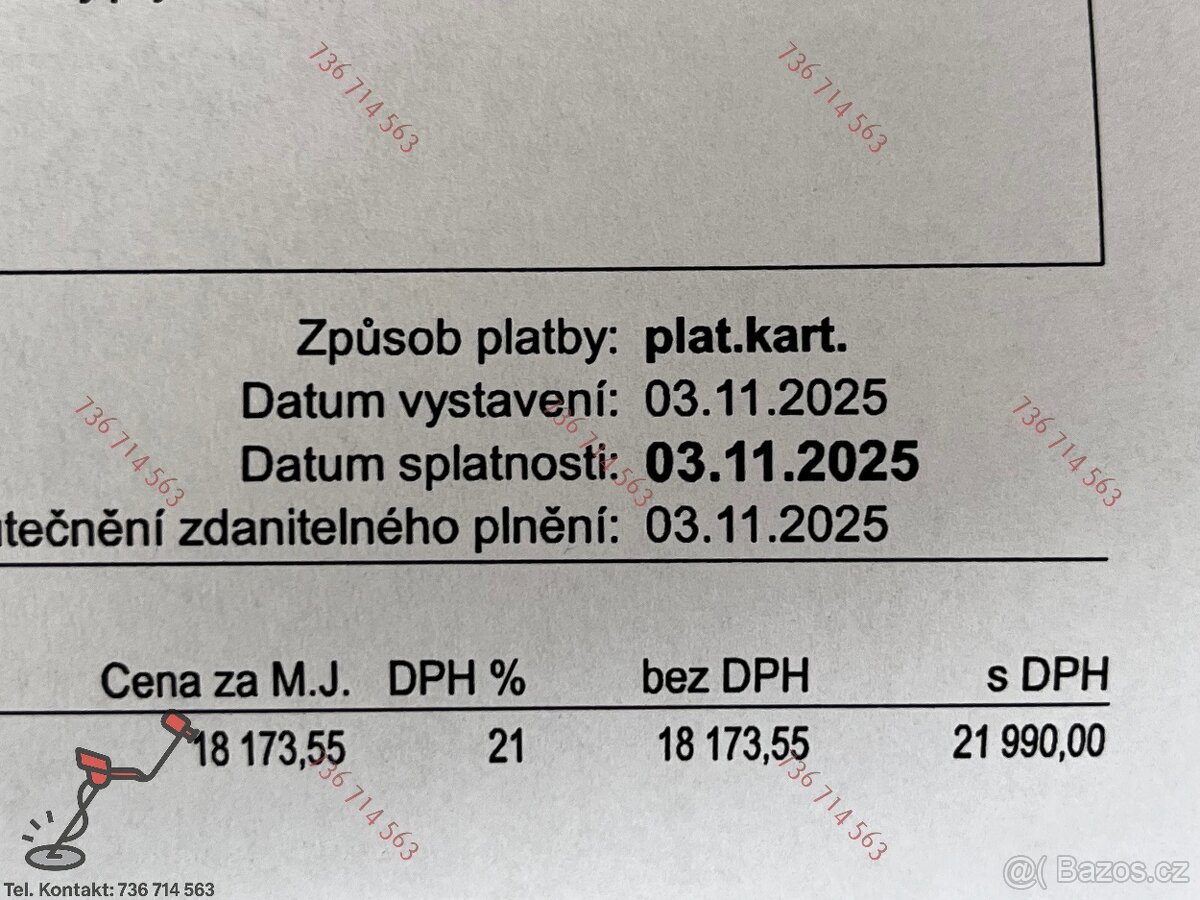 736 714 563
736 714 563
Způsob platby: plat.kart.
Datum vystavení: 03.11.2025
Datum splatnosti: 03.11.2025
736 714 563
736 714 563
736 714 563
utečnění zdanitelného plnění: 03.11.2025
Cena za M.J. DPH % bez DPH s DPH
18 173,55 21 18 173,55 21 990,00
736 714 563
736 714 563
Tel. Kontakt: 736 714 563
@( Bazos.cz